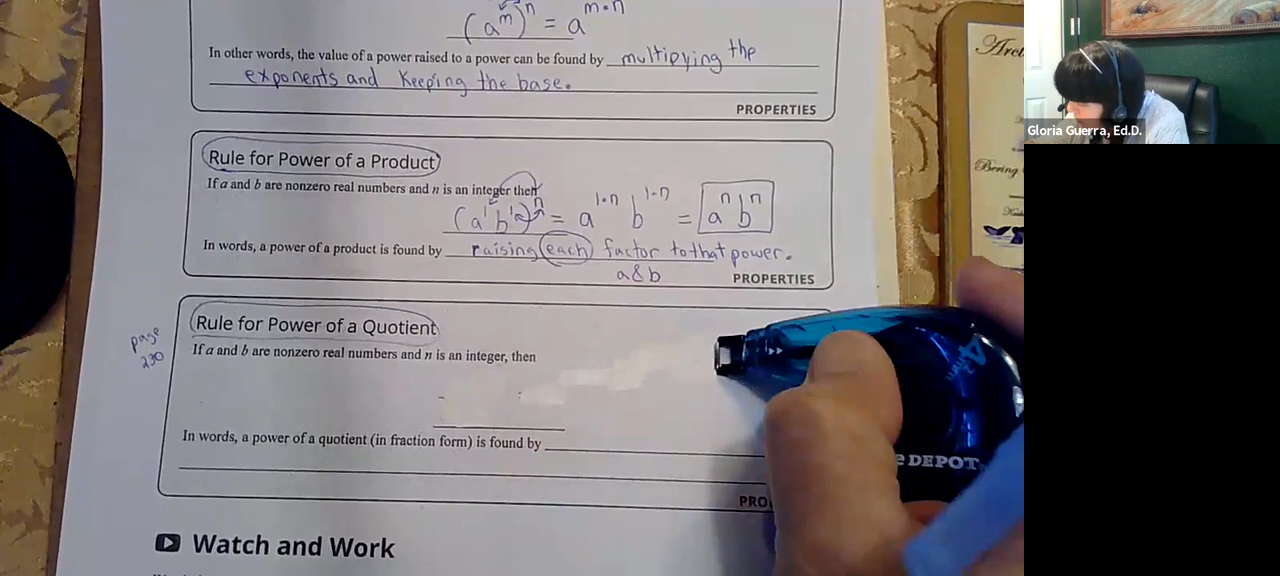 (a^m)^n = a^{m·n}
In other words, the value of a power raised to a power can be found by multiplying the
exponents and keeping the base.
PROPERTIES
Rule for Power of a Product
If a and b are nonzero real numbers and n is an integer then
(a^1 b^1)^n = a^{1·n} b^{1·n} = a^n b^n
In words, a power of a product is found by raising each factor to that power.
a & b
PROPERTIES
Rule for Power of a Quotient
page
230
If a and b are nonzero real numbers and n is an integer, then
In words, a power of a quotient (in fraction form) is found by
PRO
Watch and Work
Arct
Bering
DEPOT
Gloria Guerra, Ed.D.